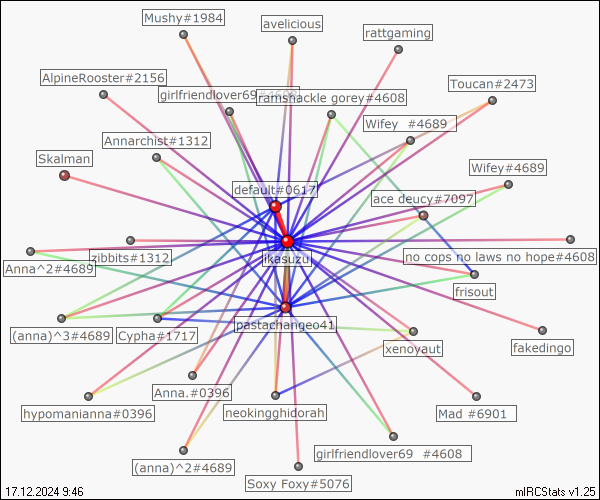 Mushy#1984
avelicious
rattgaming
AlpineRooster#2156
girlfriendlover69#4608
ramshackle gorey#4608
Toucan#2473
Annarchist#1312
Wifey #4689
Skalman
default#0617
ace deucy#7097
Wifey#4689
Anna^2#4689
zibbits#1312
ikasuzu
no cops no laws no hope#4608
frisout
(anna)^3#4689
Cypha#1717
pastachangeo41
xenoyaut
fakedingo
hypomanianna#0396
Anna.#0396
neokingghidorah
Mad #6901
(anna)^2#4689
Soxy Foxy#5076
girlfriendlover69 #4608
17.12.2024 9:46
mIRCStats v1.25